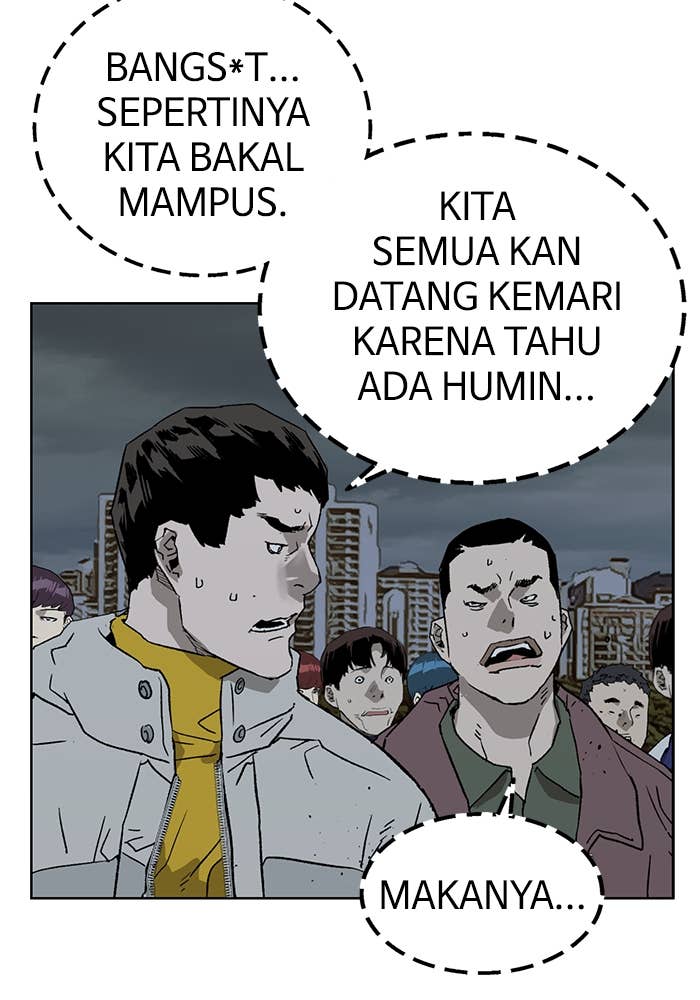 BANGS*T...
SEPERTINYA
KITA BAKAL
MAMPUS.
KITA
SEMUA KAN
DATANG KEMARI
KARENA TAHU
ADA HUMIN...
MAKANYA...